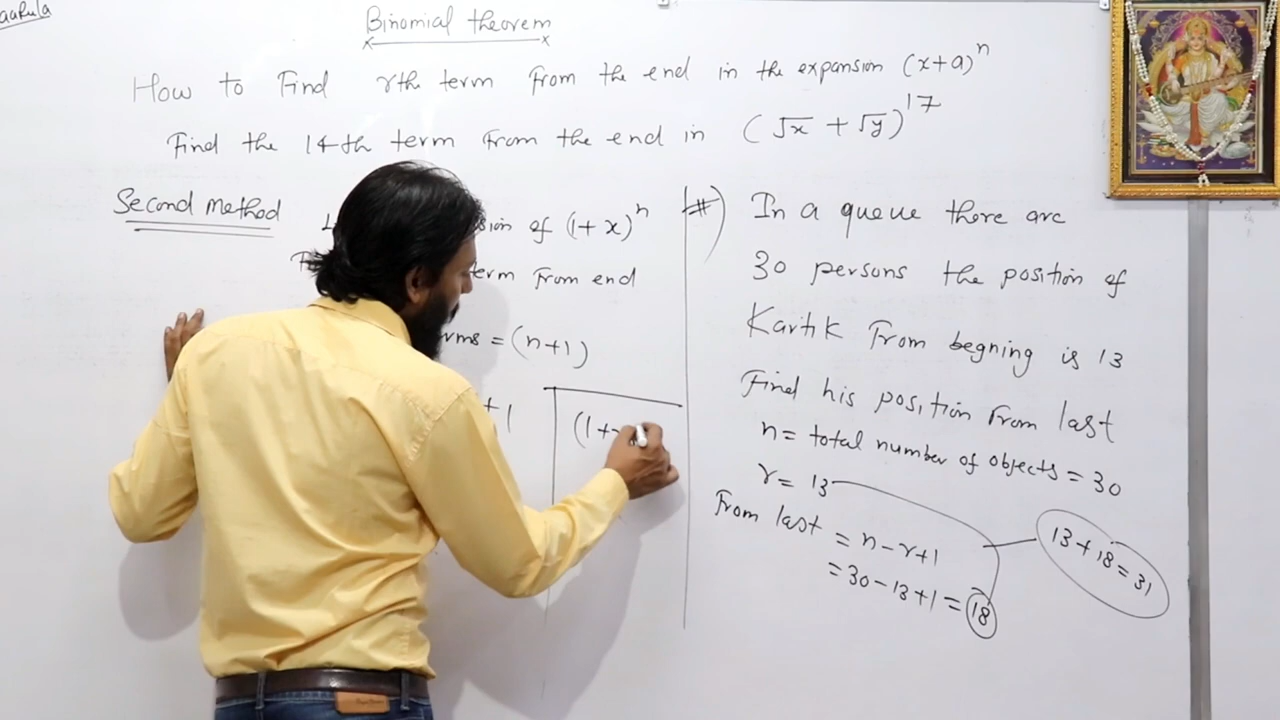 Binomial theorem
How to Find rth term from the end in the expansion (x+a)^n
Find the 14th term from the end in (√x + √y)^17
Second method
of (1+x)^n
term from end
= (n+1)
+1
(1+
#) In a queue there are
30 persons the position of
Kartik From begning is 13
Find his position from last
n = total number of objects = 30
r = 13
From last = n-r+1
= 30-13+1 = 18
13+18=31